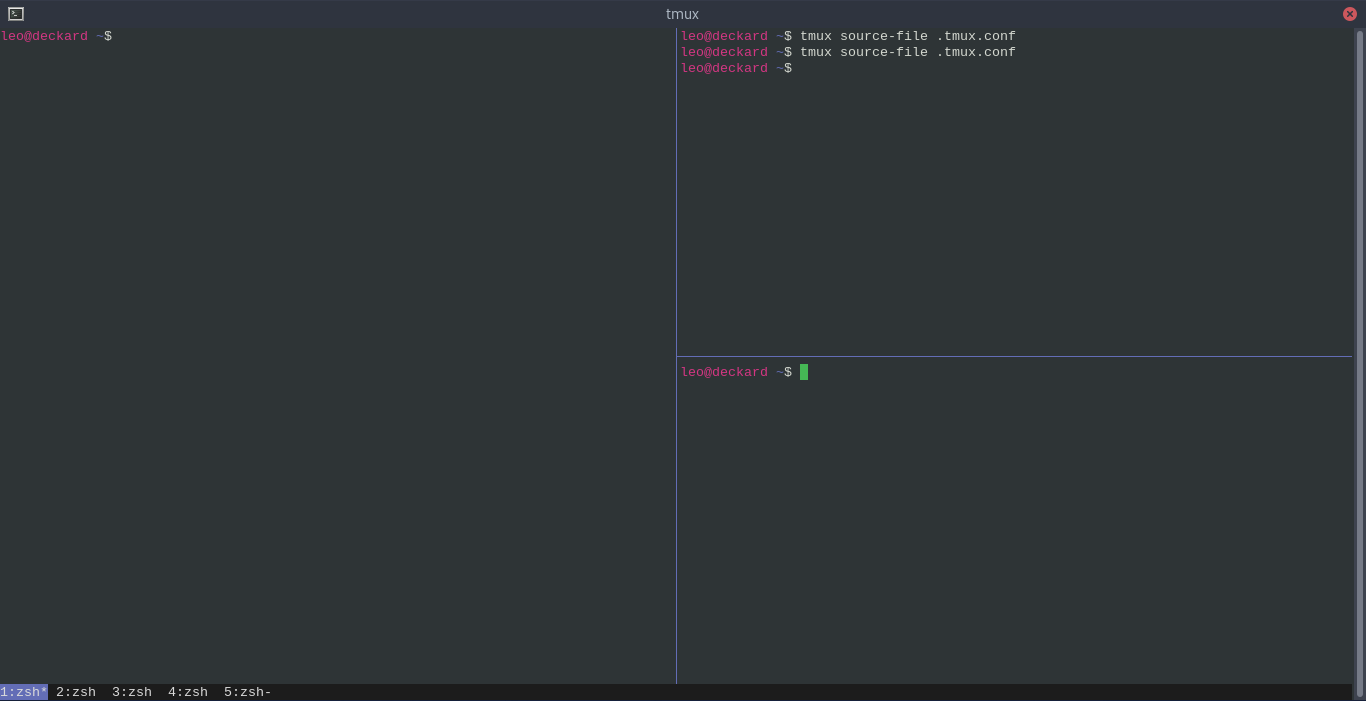 tmux
leo@deckard ~$
leo@deckard ~$ tmux source-file .tmux.conf
leo@deckard ~$ tmux source-file .tmux.conf
leo@deckard ~$
leo@deckard ~$
1:zsh* 2:zsh  3:zsh  4:zsh  5:zsh-